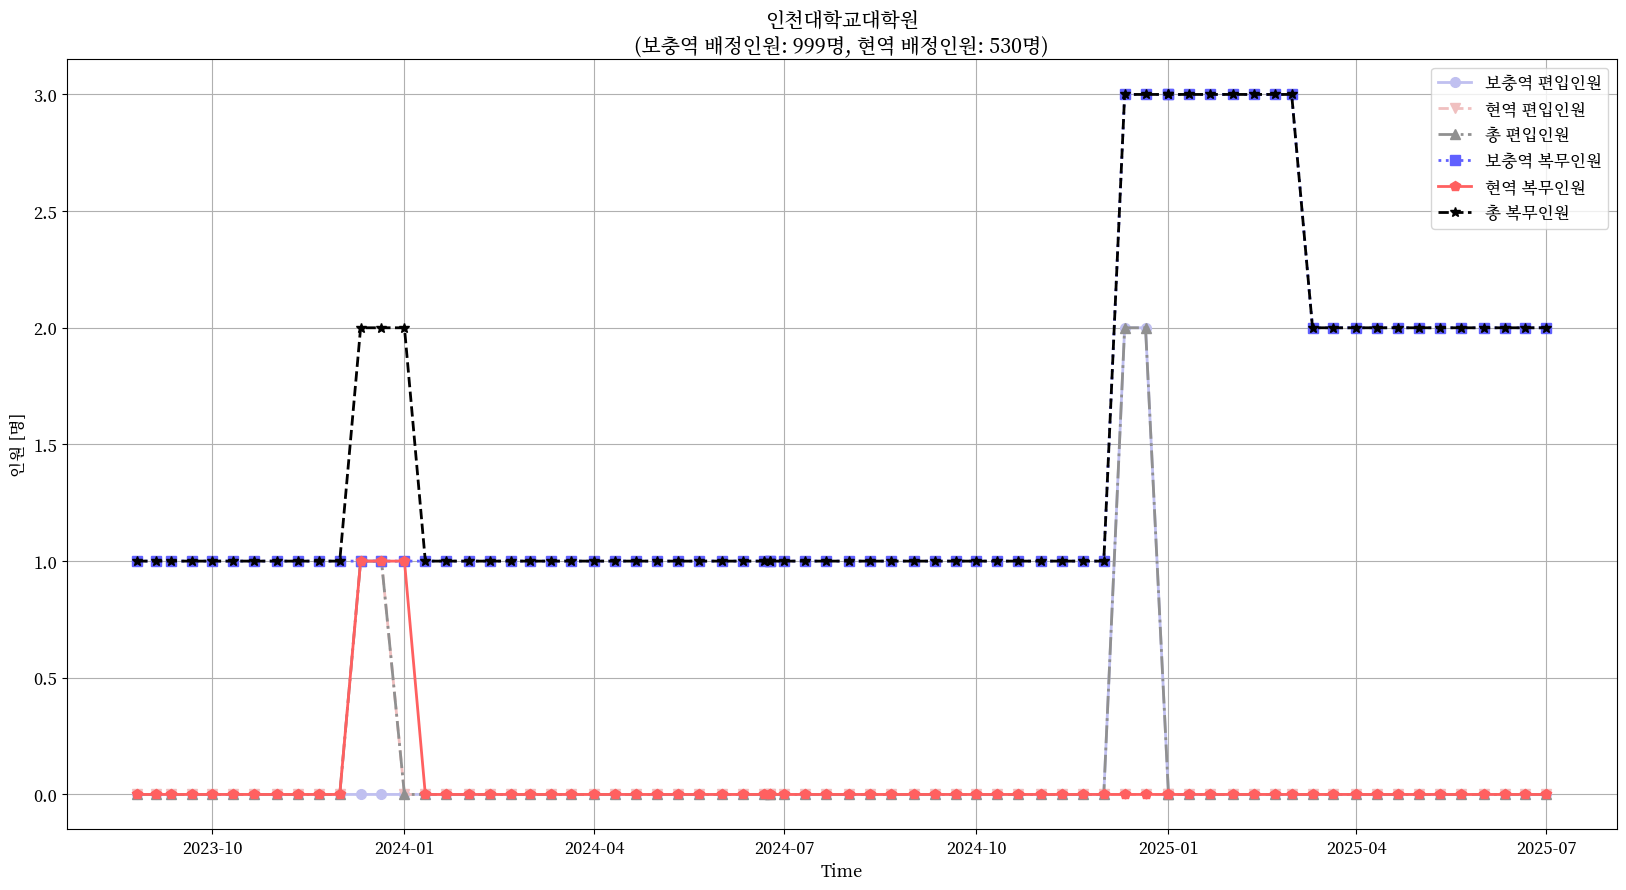 인천대학교대학원
(보충역 배정인원: 999명, 현역 배정인원: 530명)
보충역 편입인원
현역 편입인원
총 편입인원
보충역 복무인원
현역 복무인원
총 복무인원
3.0
2.5
2.0
1.5
1.0
0.5
0.0
인원 [명]
2023-10
2024-01
2024-04
2024-07
2024-10
2025-01
2025-04
2025-07
Time